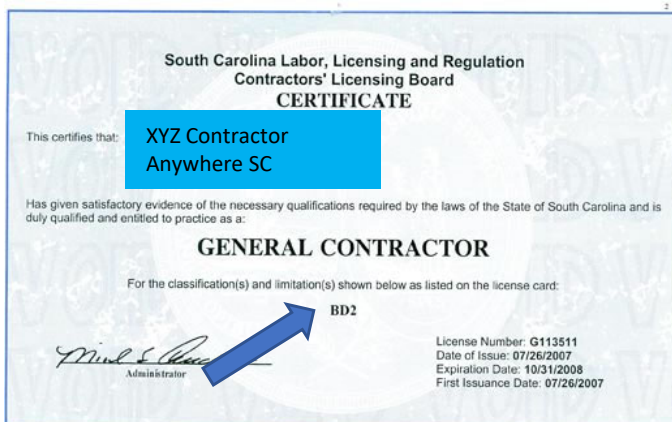 2
South Carolina Labor, Licensing and Regulation
Contractors' Licensing Board
CERTIFICATE
This certifies that:
XYZ Contractor
Anywhere SC
Has given satisfactory evidence of the necessary qualifications required by the laws of the State of South Carolina and is
duly qualified and entitled to practice as a:
GENERAL CONTRACTOR
For the classification(s) and limitation(s) shown below as listed on the license card:
BD2
Administrator
License Number: G113511
Date of Issue: 07/26/2007
Expiration Date: 10/31/2008
First Issuance Date: 07/26/2007